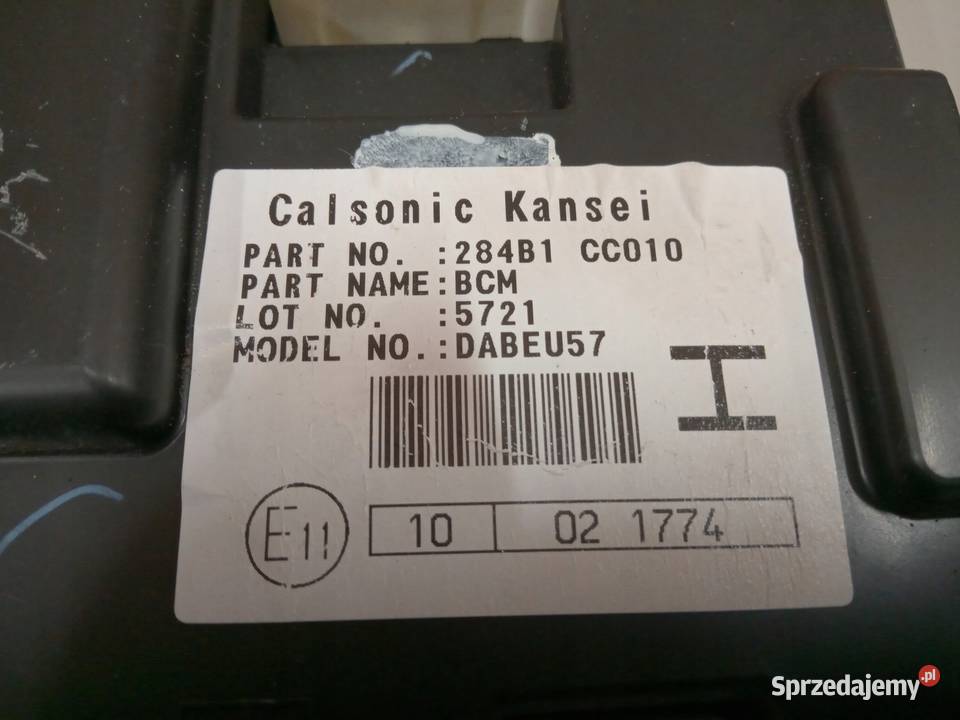 Calsonic Kansei
PART NO. :284B1 CC010
PART NAME:BCM
LOT NO. :5721
MODEL NO.:DABEU57
H
E11
10 02 1774
Sprzedajemy.pl